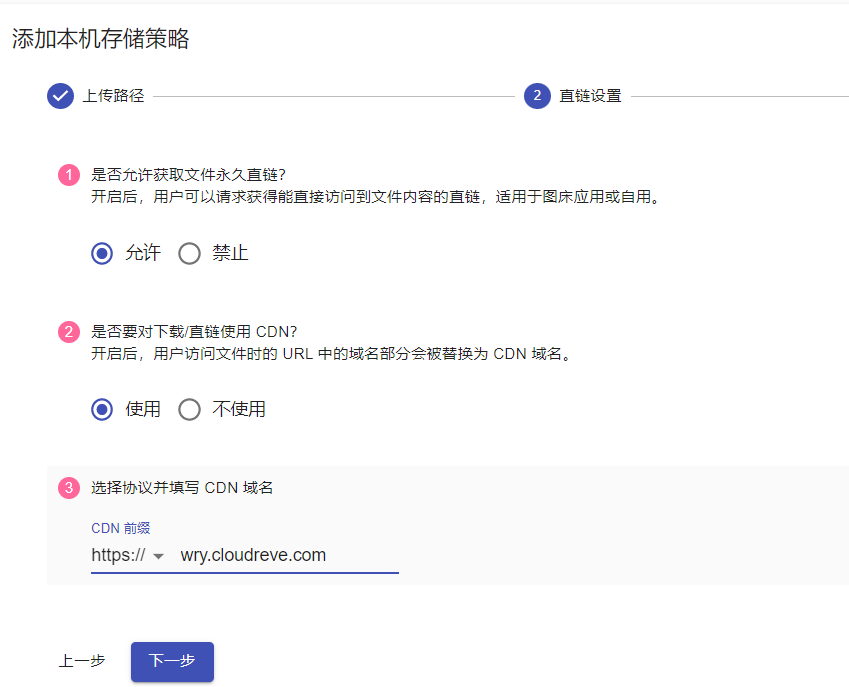 添加本机存储策略
上传路径
2 直链设置
1 是否允许获取文件永久直链?
开启后，用户可以请求获得能直接访问到文件内容的直链，适用于图床应用或自用。
允许 禁止
2 是否要对下载/直链使用 CDN?
开启后，用户访问文件时的 URL 中的域名部分会被替换为 CDN 域名。
使用 不使用
3 选择协议并填写 CDN 域名
CDN 前缀
https:// wry.cloudreve.com
上一步 下一步